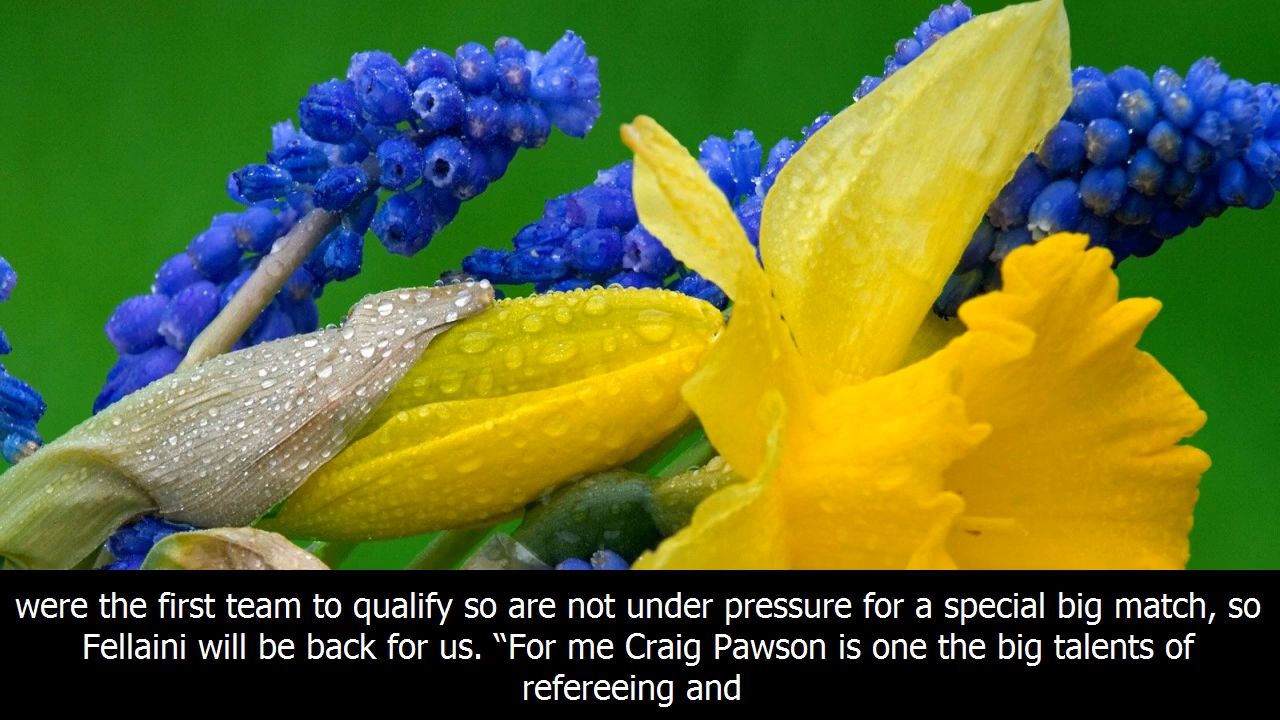 were the first team to qualify so are not under pressure for a special big match, so
Fellaini will be back for us. “For me Craig Pawson is one the big talents of
refereeing and